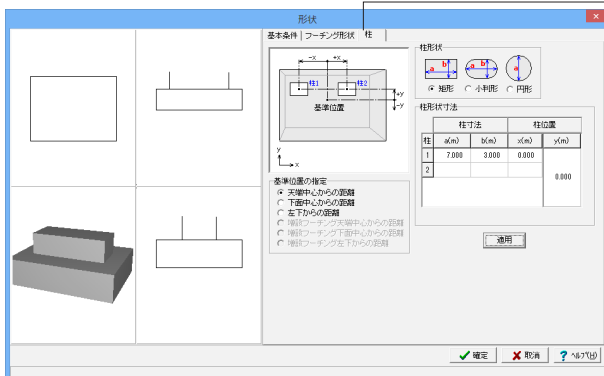 形状
基本条件 フーチング形状 柱
-x +x
柱1 柱2
基準位置
+y
-y
y
x
基準位置の指定
天端中心からの距離
下面中心からの距離
左下からの距離
増設フーチング天端中心からの距離
増設フーチング下面中心からの距離
増設フーチング左下からの距離
柱形状
a b a b a
矩形 小判形 円形
柱形状寸法
柱寸法 柱位置
柱 a(m) b(m) x(m) y(m)
1 7.000 3.000 0.000
2
0.000
適用
確定 取消 ? ヘルプ(H)